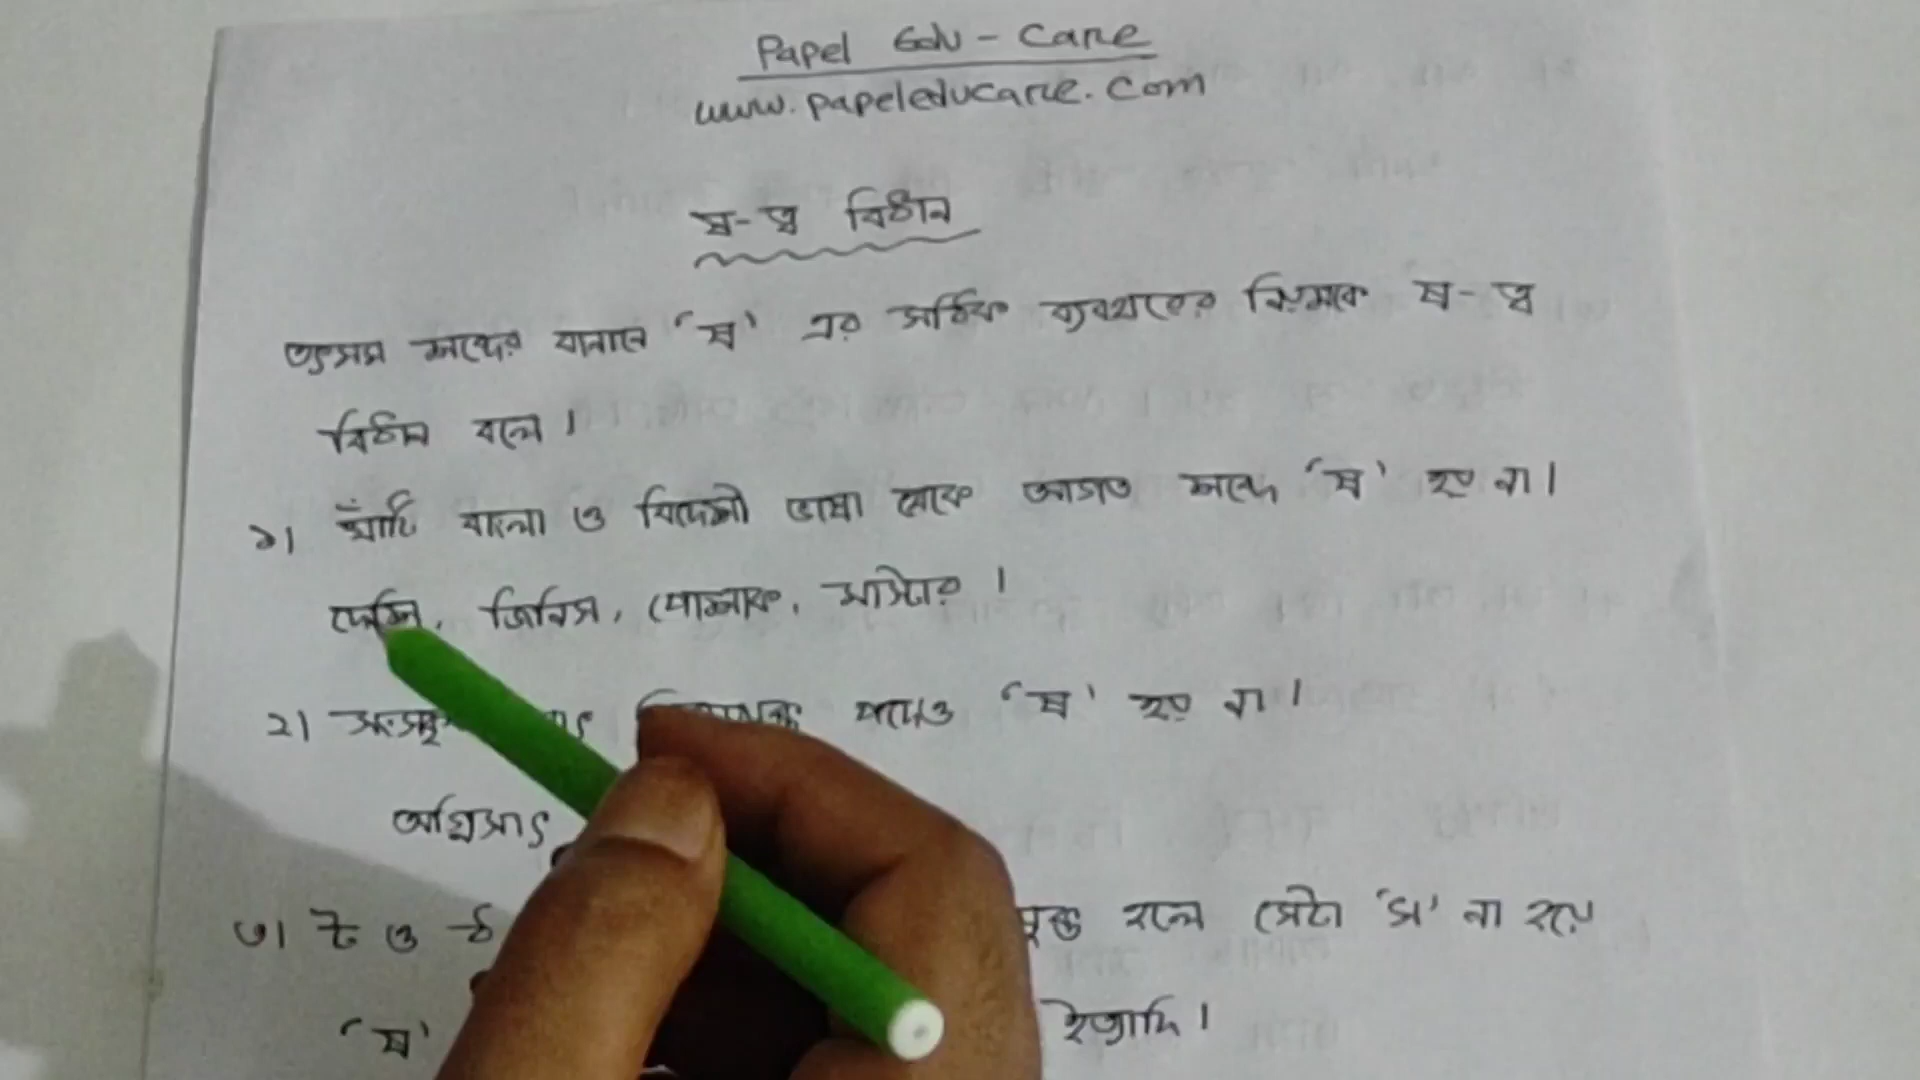 Papel Edu - Care
www.papeleducare.com
ষ-ত্ব বিধান
তৎসম শব্দের বানানে ‘ষ’ এর সঠিক ব্যবহারের নিয়মকে ষ-ত্ব
বিধান বলে।
১। খাঁটি বাংলা ও বিদেশী ভাষা থেকে আগত শব্দে ‘ষ’ হয় না।
দেশি, জিনিস, পোশাক, মাস্টার।
২। সংস্কৃত ‘ষ’ হয় না।
অগ্নিসাৎ
৩। ট ও ঠ যুক্ত হলে সেটা ‘স’ না হয়ে
‘ষ’ ইত্যাদি।